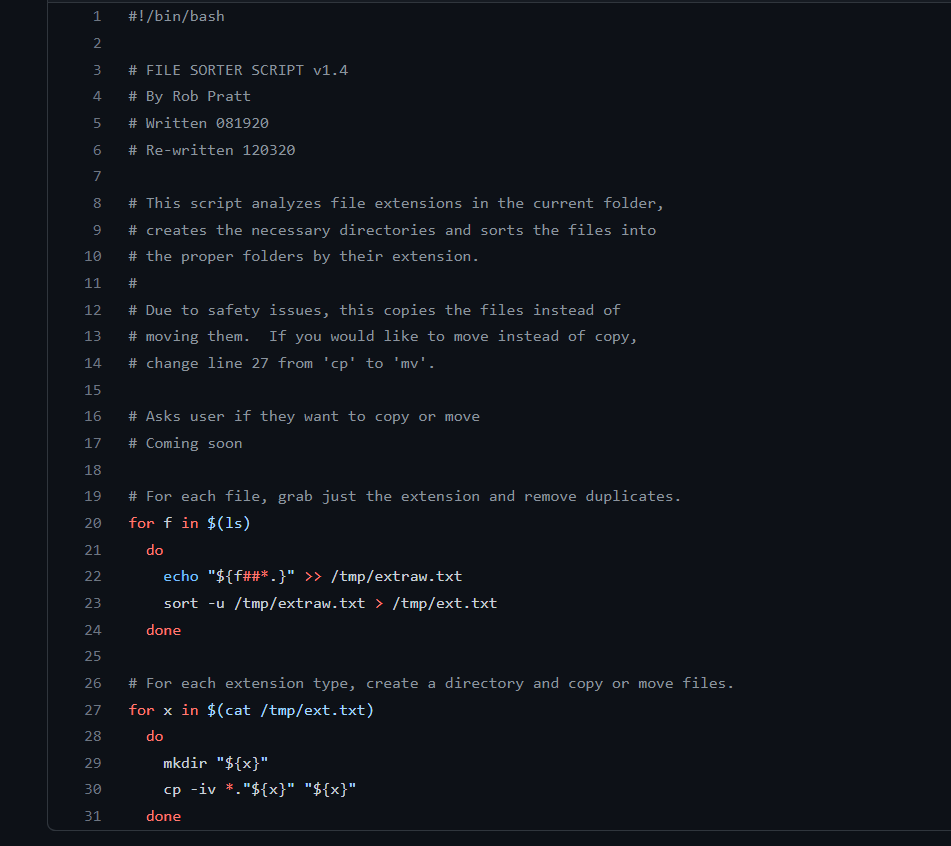 1 #!/bin/bash
2
3 # FILE SORTER SCRIPT v1.4
4 # By Rob Pratt
5 # Written 081920
6 # Re-written 120320
7
8 # This script analyzes file extensions in the current folder,
9 # creates the necessary directories and sorts the files into
10 # the proper folders by their extension.
11 #
12 # Due to safety issues, this copies the files instead of
13 # moving them.  If you would like to move instead of copy,
14 # change line 27 from 'cp' to 'mv'.
15
16 # Asks user if they want to copy or move
17 # Coming soon
18
19 # For each file, grab just the extension and remove duplicates.
20 for f in $(ls)
21   do
22     echo "${f##*.}" >> /tmp/extraw.txt
23     sort -u /tmp/extraw.txt > /tmp/ext.txt
24   done
25
26 # For each extension type, create a directory and copy or move files.
27 for x in $(cat /tmp/ext.txt)
28   do
29     mkdir "${x}"
30     cp -iv *."${x}" "${x}"
31   done